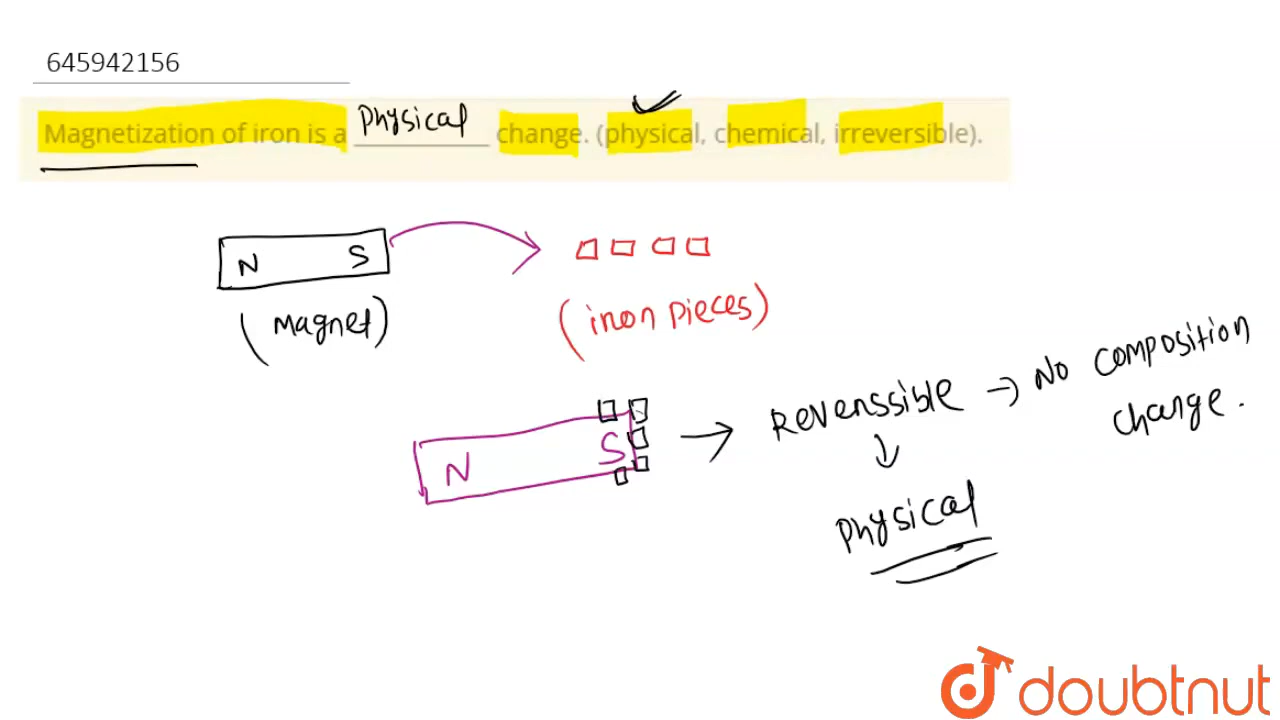 645942156
Magnetization of iron is a Physical change. (physical, chemical, irreversible).
N S
(Magnet)
(iron pieces)
N S
Reverssible → No composition
change.
Physical
doubtnut